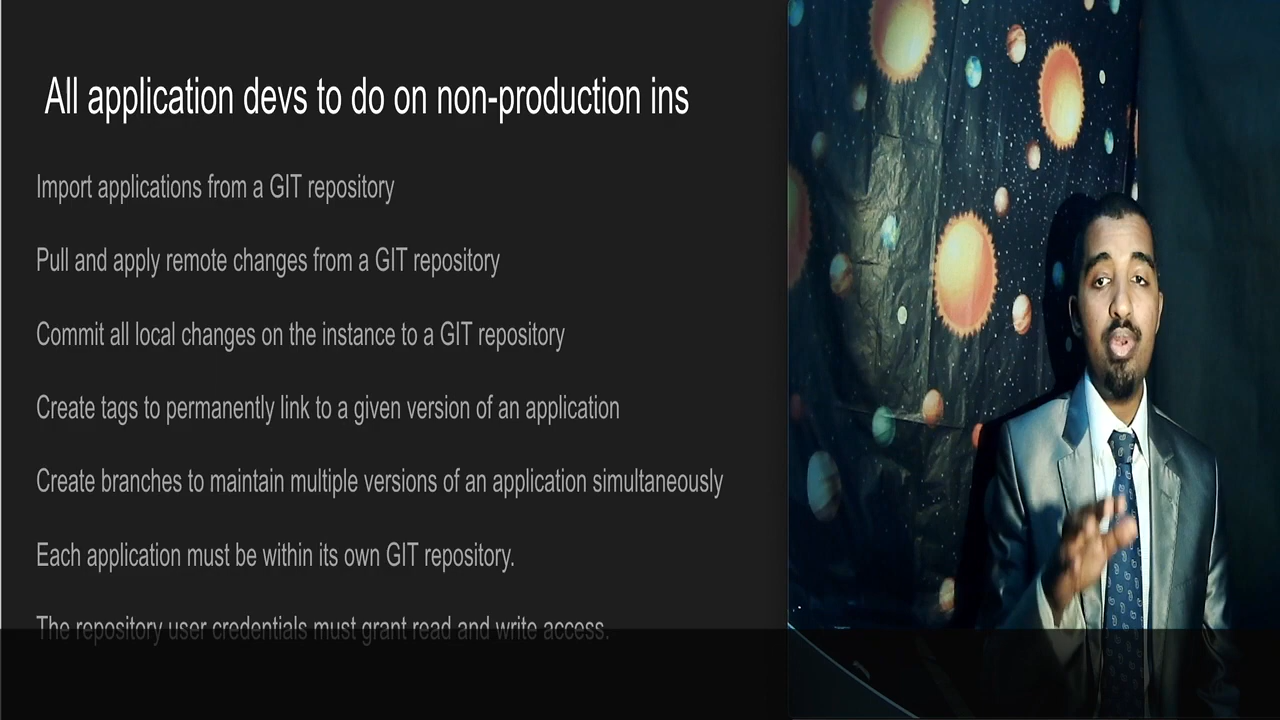 All application devs to do on non-production ins
Import applications from a GIT repository
Pull and apply remote changes from a GIT repository
Commit all local changes on the instance to a GIT repository
Create tags to permanently link to a given version of an application
Create branches to maintain multiple versions of an application simultaneously
Each application must be within its own GIT repository.
The repository user credentials must grant read and write access.